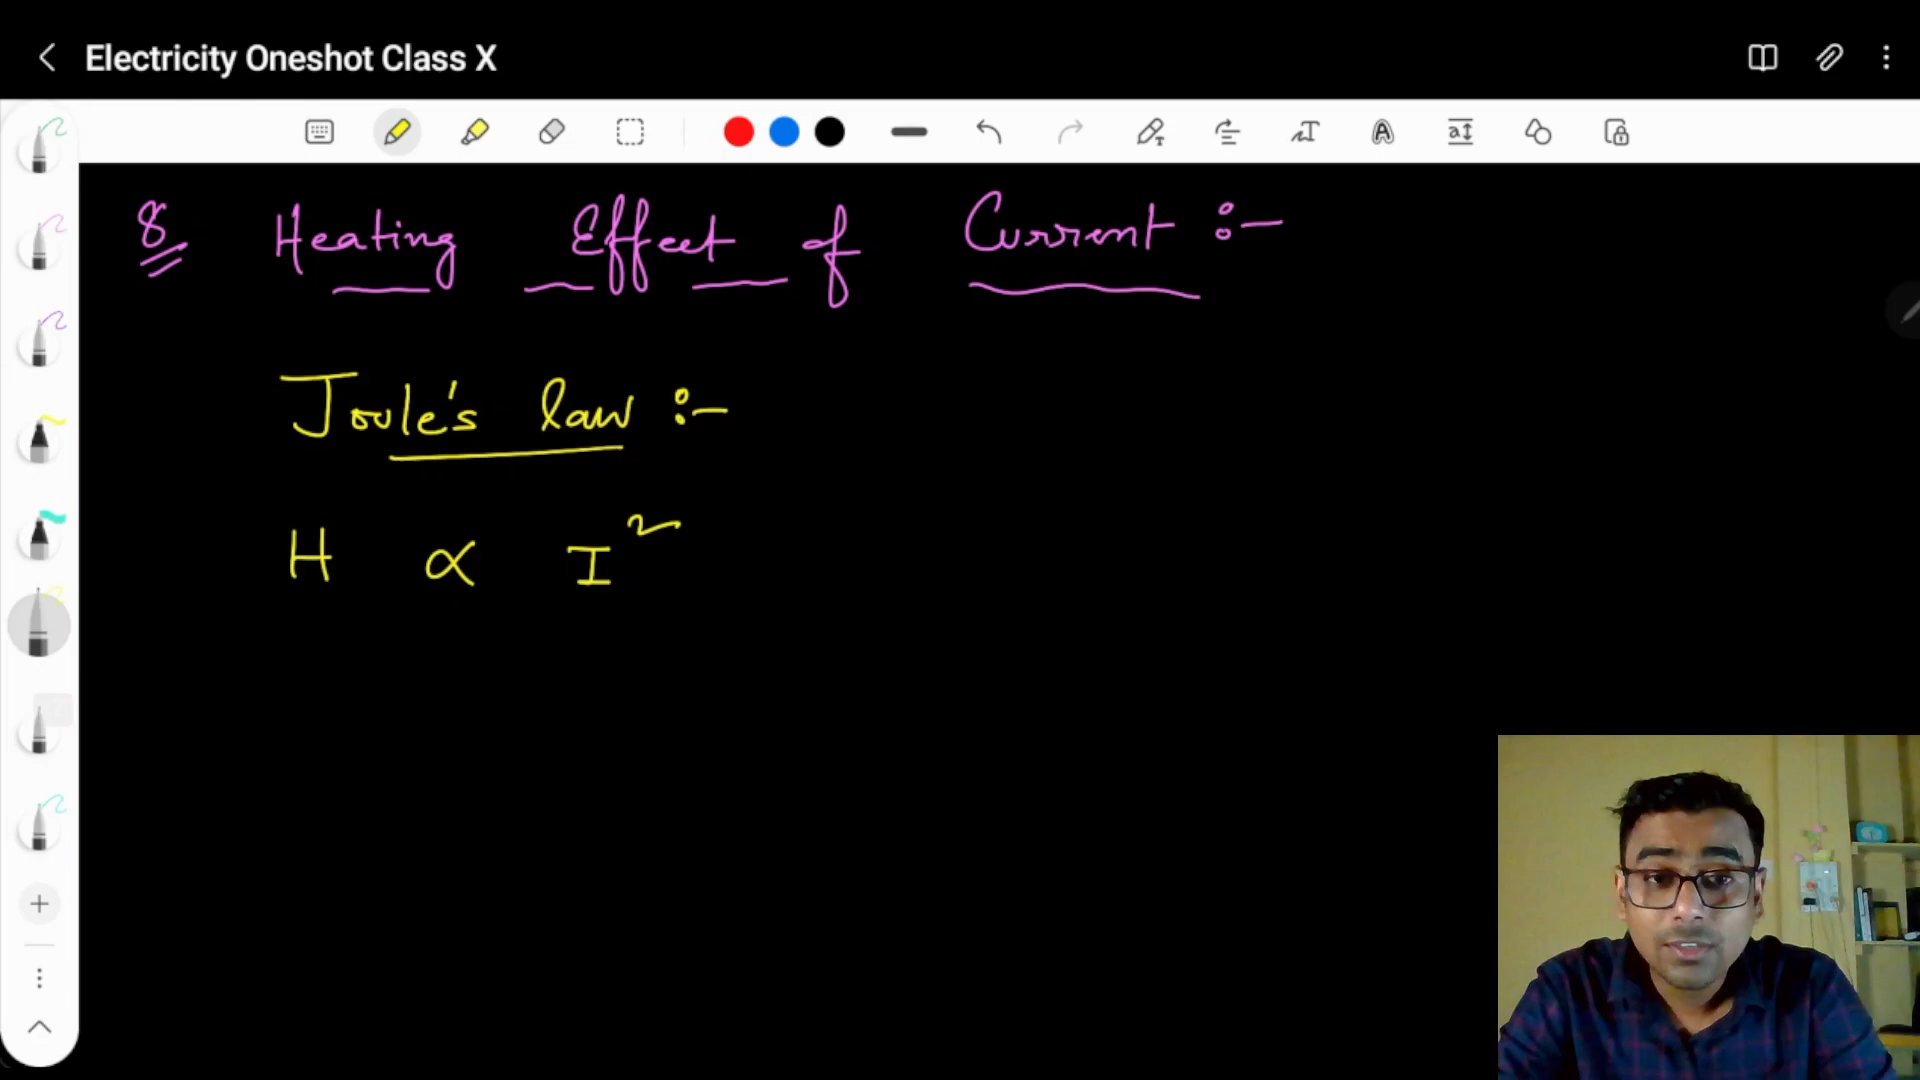 Electricity Oneshot Class X
8 Heating Effect of Current :-
Joule's law :-
H ∝ I²